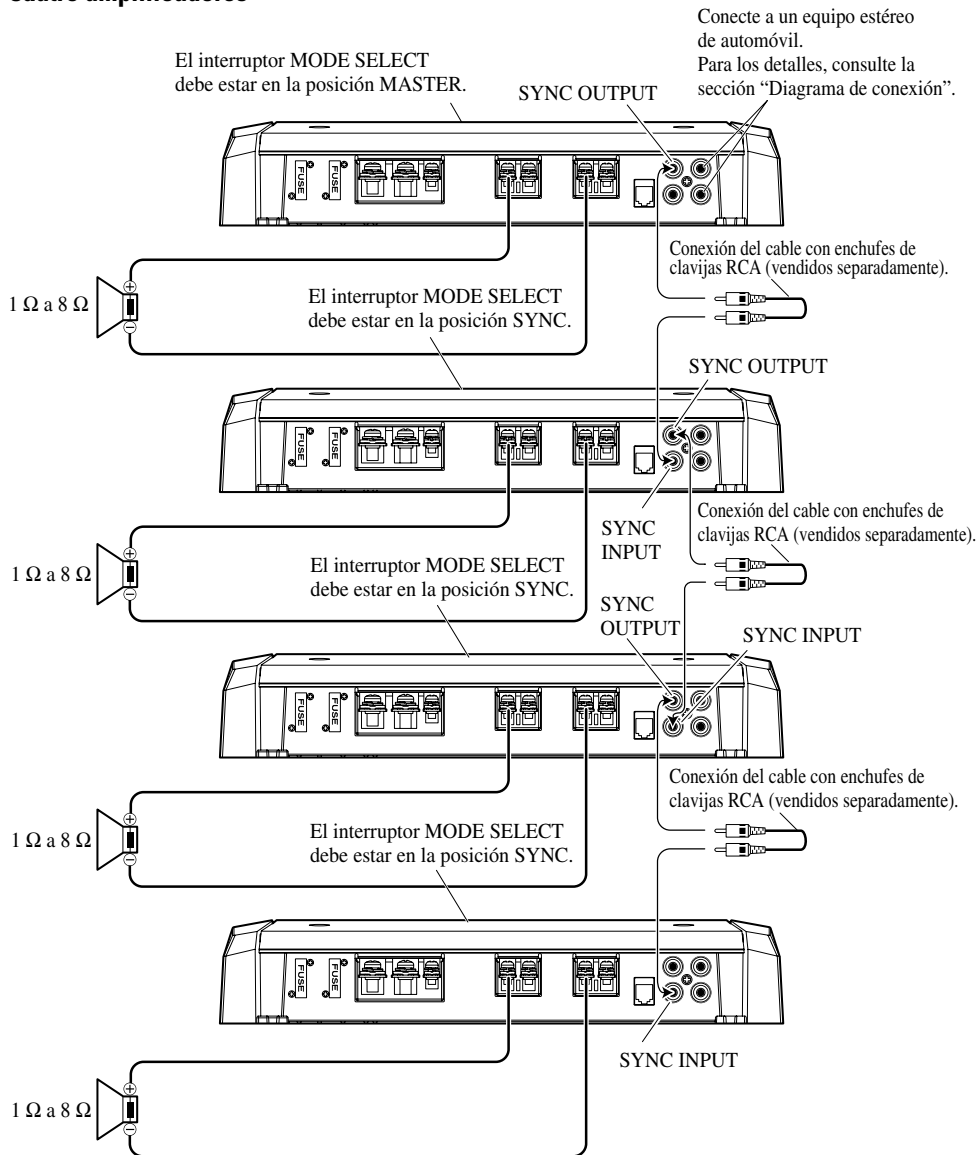 Conecte a un equipo estéreo
de automóvil.
Para los detalles, consulte la
sección “Diagrama de conexión”.
El interruptor MODE SELECT
debe estar en la posición MASTER.
SYNC OUTPUT
FUSE
FUSE
Conexión del cable con enchufes de
clavijas RCA (vendidos separadamente).
1 Ω a 8 Ω
⊕
⊖
El interruptor MODE SELECT
debe estar en la posición SYNC.
SYNC OUTPUT
FUSE
FUSE
SYNC
INPUT
Conexión del cable con enchufes de
clavijas RCA (vendidos separadamente).
1 Ω a 8 Ω
⊕
⊖
El interruptor MODE SELECT
debe estar en la posición SYNC.
SYNC
OUTPUT
SYNC INPUT
FUSE
FUSE
Conexión del cable con enchufes de
clavijas RCA (vendidos separadamente).
1 Ω a 8 Ω
⊕
⊖
El interruptor MODE SELECT
debe estar en la posición SYNC.
FUSE
FUSE
SYNC INPUT
1 Ω a 8 Ω
⊕
⊖